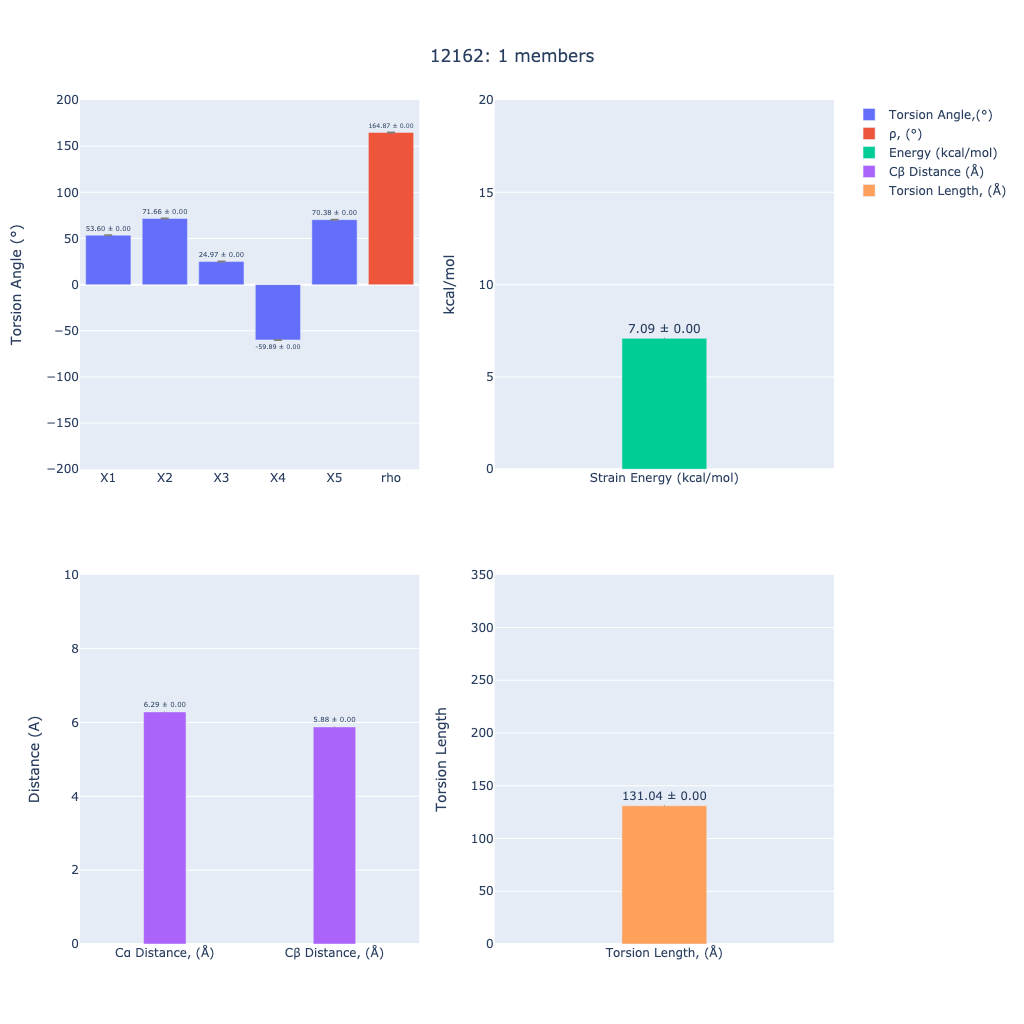 12162: 1 members
Torsion Angle (°)
200
150
100
50
0
−50
−100
−150
−200
53.60 ± 0.00
71.66 ± 0.00
24.97 ± 0.00
-59.89 ± 0.00
70.38 ± 0.00
164.87 ± 0.00
X1 X2 X3 X4 X5 rho
kcal/mol
20
15
10
5
0
7.09 ± 0.00
Strain Energy (kcal/mol)
Torsion Angle,(°)
ρ, (°)
Energy (kcal/mol)
Cβ Distance (Å)
Torsion Length, (Å)
Distance (A)
10
8
6
4
2
0
6.29 ± 0.00
5.88 ± 0.00
Cα Distance, (Å) Cβ Distance, (Å)
Torsion Length
350
300
250
200
150
100
50
0
131.04 ± 0.00
Torsion Length, (Å)